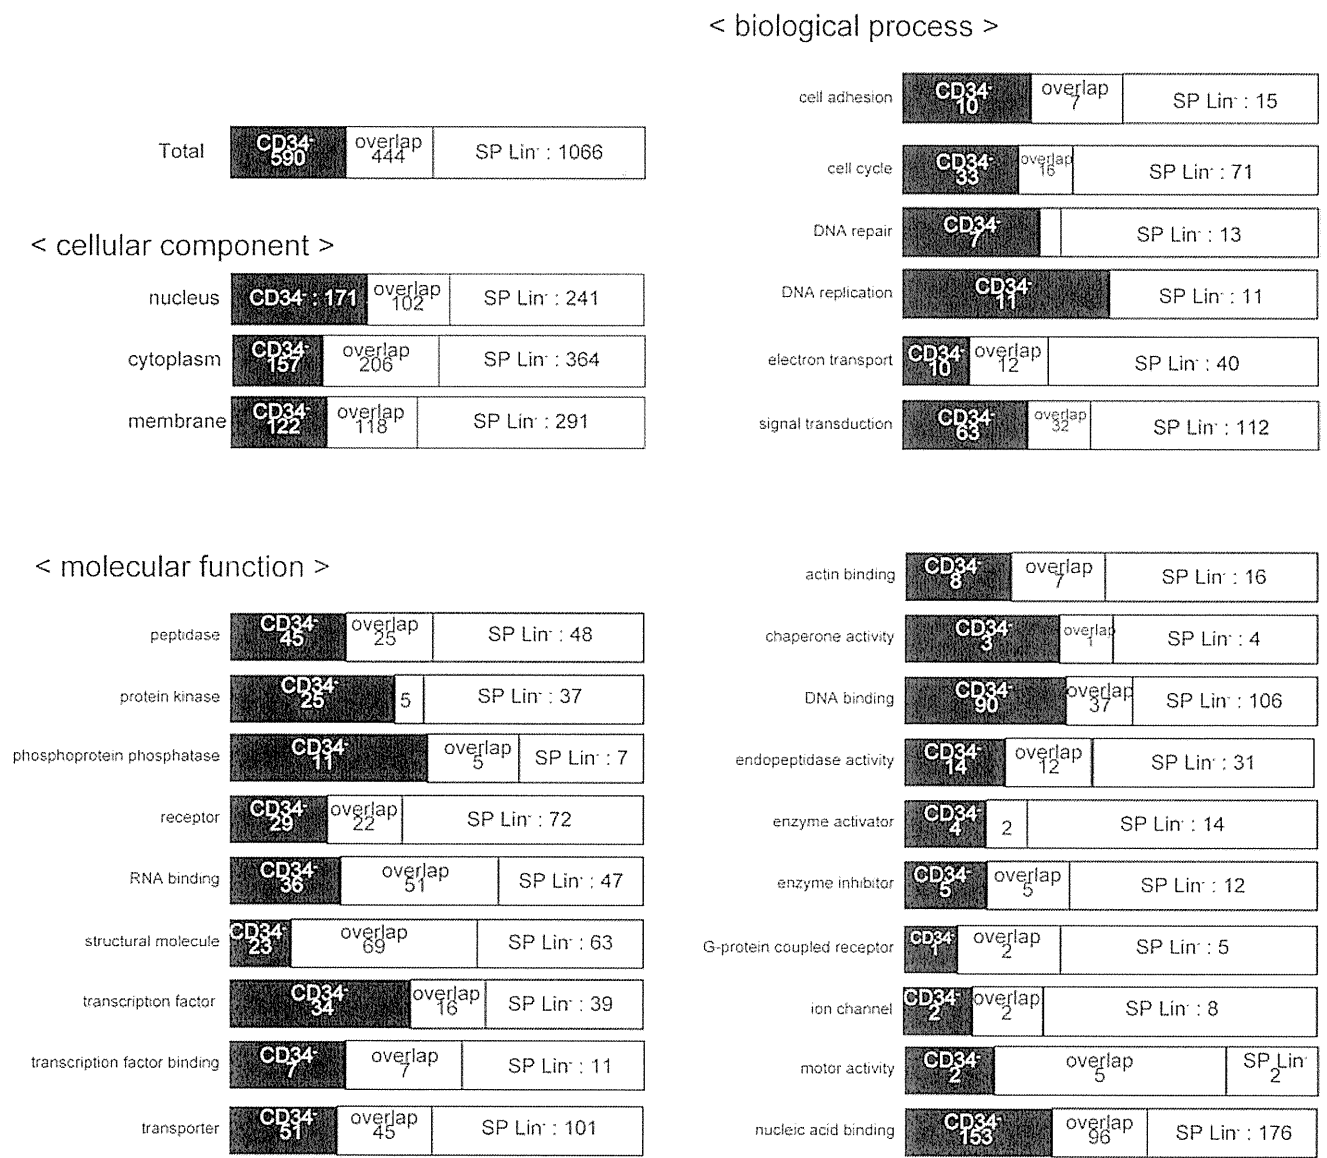 < biological process >
cell adhesion
CD34-
10
overlap
7
SP Lin- : 15
Total
CD34-
590
overlap
444
SP Lin- : 1066
cell cycle
CD34-
33
overlap
16
SP Lin- : 71
DNA repair
CD34-
7
SP Lin- : 13
< cellular component >
nucleus
CD34- : 171
overlap
102
SP Lin- : 241
DNA replication
CD34-
11
SP Lin- : 11
cytoplasm
CD34-
157
overlap
206
SP Lin- : 364
electron transport
CD34-
10
overlap
12
SP Lin- : 40
membrane
CD34-
122
overlap
118
SP Lin- : 291
signal transduction
CD34-
63
overlap
32
SP Lin- : 112
< molecular function >
peptidase
CD34-
45
overlap
25
SP Lin- : 48
protein kinase
CD34-
25
5
SP Lin- : 37
phosphoprotein phosphatase
CD34-
11
overlap
5
SP Lin- : 7
receptor
CD34-
29
overlap
22
SP Lin- : 72
RNA binding
CD34-
36
overlap
51
SP Lin- : 47
structural molecule
CD34-
23
overlap
69
SP Lin- : 63
transcription factor
CD34-
34
overlap
16
SP Lin- : 39
transcription factor binding
CD34-
7
overlap
7
SP Lin- : 11
transporter
CD34-
51
overlap
45
SP Lin- : 101
actin binding
CD34-
8
overlap
7
SP Lin- : 16
chaperone activity
CD34-
3
overlap
1
SP Lin- : 4
DNA binding
CD34-
90
overlap
37
SP Lin- : 106
endopeptidase activity
CD34-
14
overlap
12
SP Lin- : 31
enzyme activator
CD34-
4
2
SP Lin- : 14
enzyme inhibitor
CD34-
5
overlap
5
SP Lin- : 12
G-protein coupled receptor
CD34-
1
overlap
2
SP Lin- : 5
ion channel
CD34-
2
overlap
2
SP Lin- : 8
motor activity
CD34-
2
overlap
5
SP Lin-
2
nucleic acid binding
CD34-
153
overlap
96
SP Lin- : 176